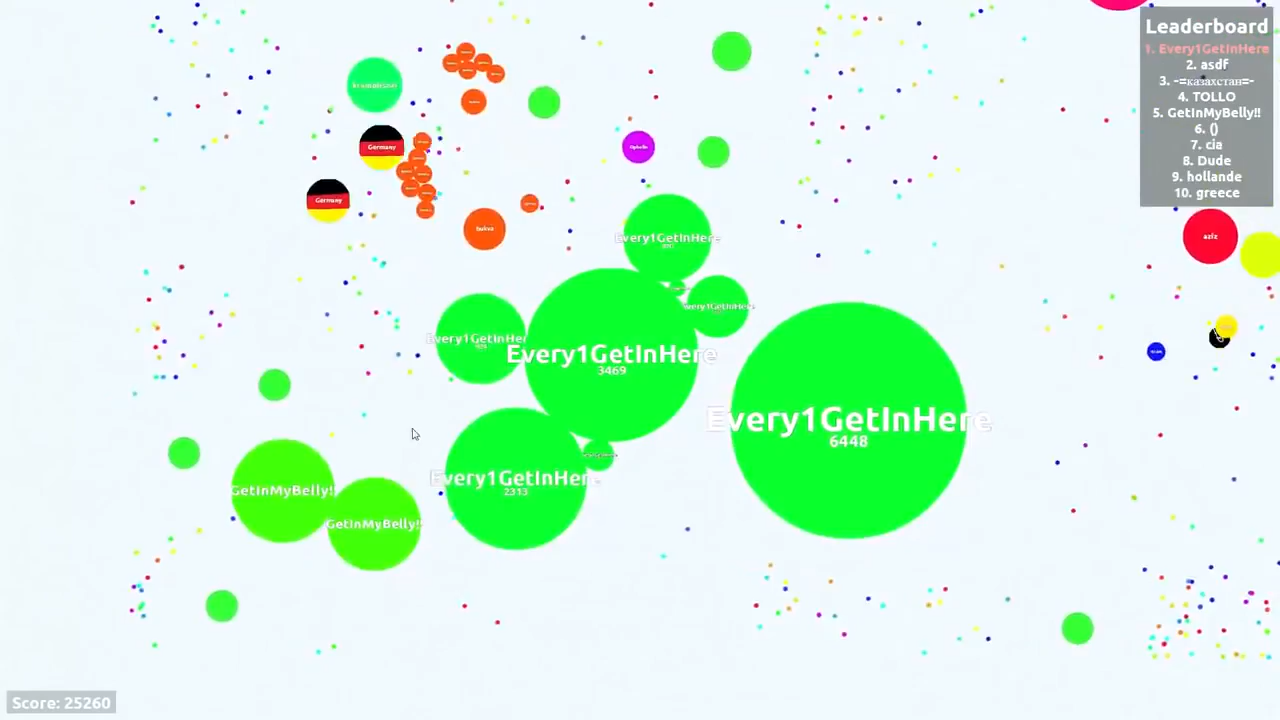 Leaderboard
1. Every1GetInHere
2. asdf
3. -=казахстан=-
4. TOLLO
5. GetInMyBelly!!
6. ()
7. cia
8. Dude
9. hollande
10. greece
Germany
Germany
Every1GetInHere
Every1GetInHere
Every1GetInHere
3469
Every1GetInHere
6448
Every1GetInHere
2313
GetInMyBelly!!
GetInMyBelly!!
Score: 25260